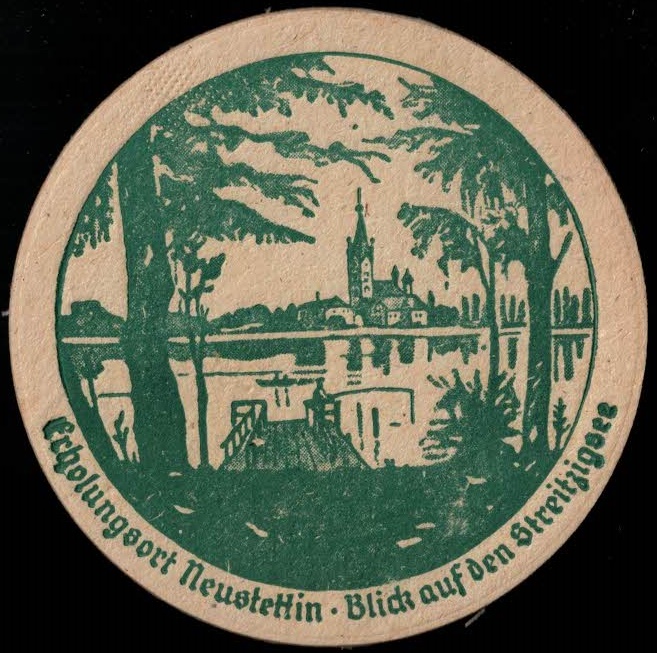 Erholungsort Neustettin · Blick auf den Streitzigsee